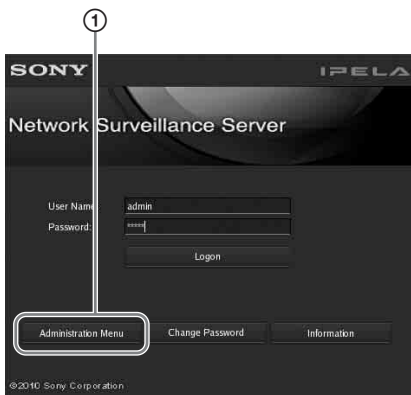 ①
SONY IPELA
Network Surveillance Server
User Name
admin
Password:
*****
Logon
Administration Menu Change Password Information
©2010 Sony Corporation